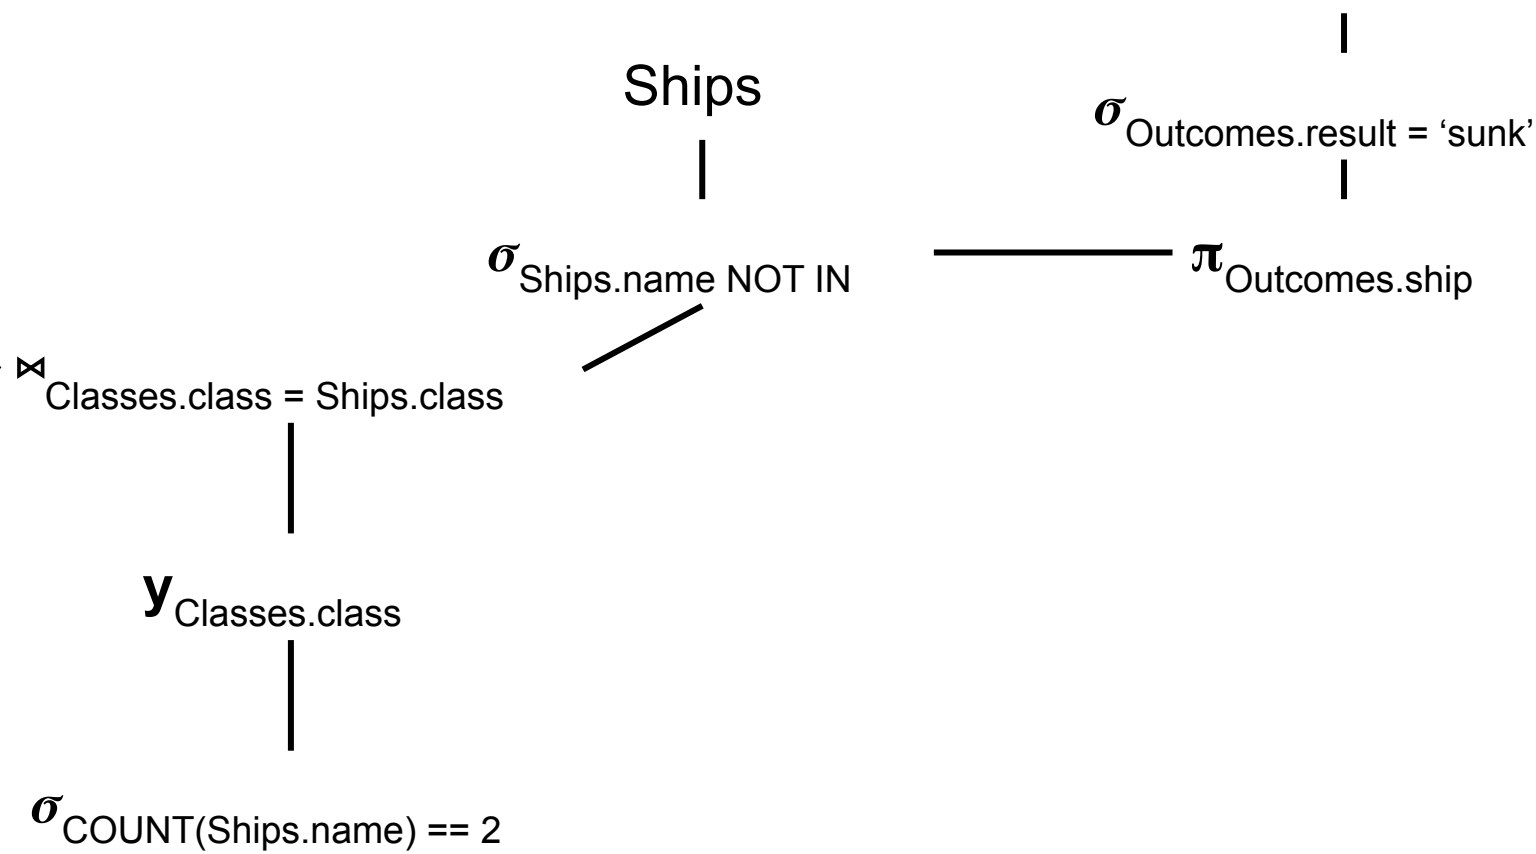 Ships
σOutcomes.result = ‘sunk’
σShips.name NOT IN
πOutcomes.ship
⋈Classes.class = Ships.class
yClasses.class
σCOUNT(Ships.name) == 2